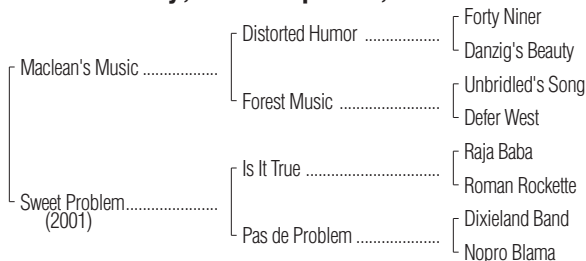 Forty Niner
Distorted Humor ..................
Danzig's Beauty
Maclean's Music ..................
Unbridled's Song
Forest Music ........................
Defer West
Raja Baba
Is It True ................................
Roman Rockette
Sweet Problem......................
(2001)
Dixieland Band
Pas de Problem ....................
Nopro Blama